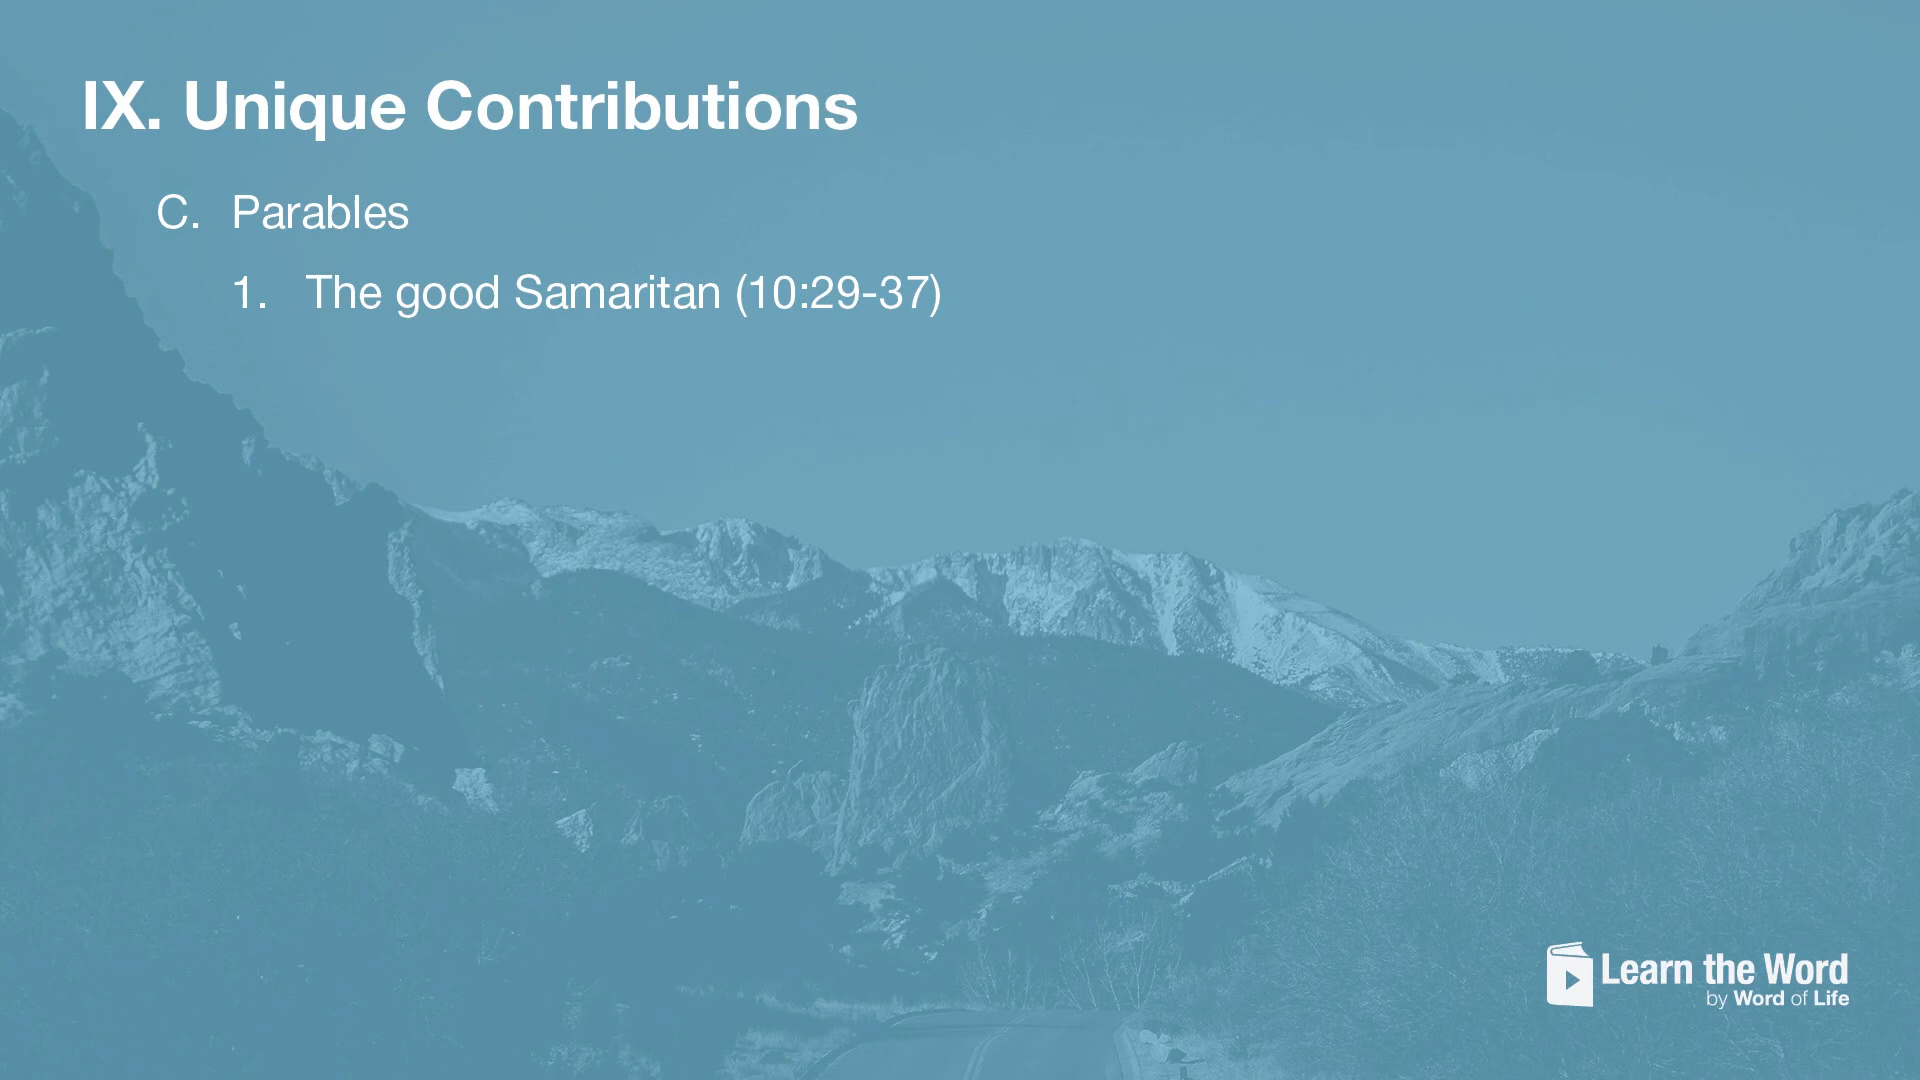 IX. Unique Contributions
C. Parables
1. The good Samaritan (10:29-37)
Learn the Word
by Word of Life